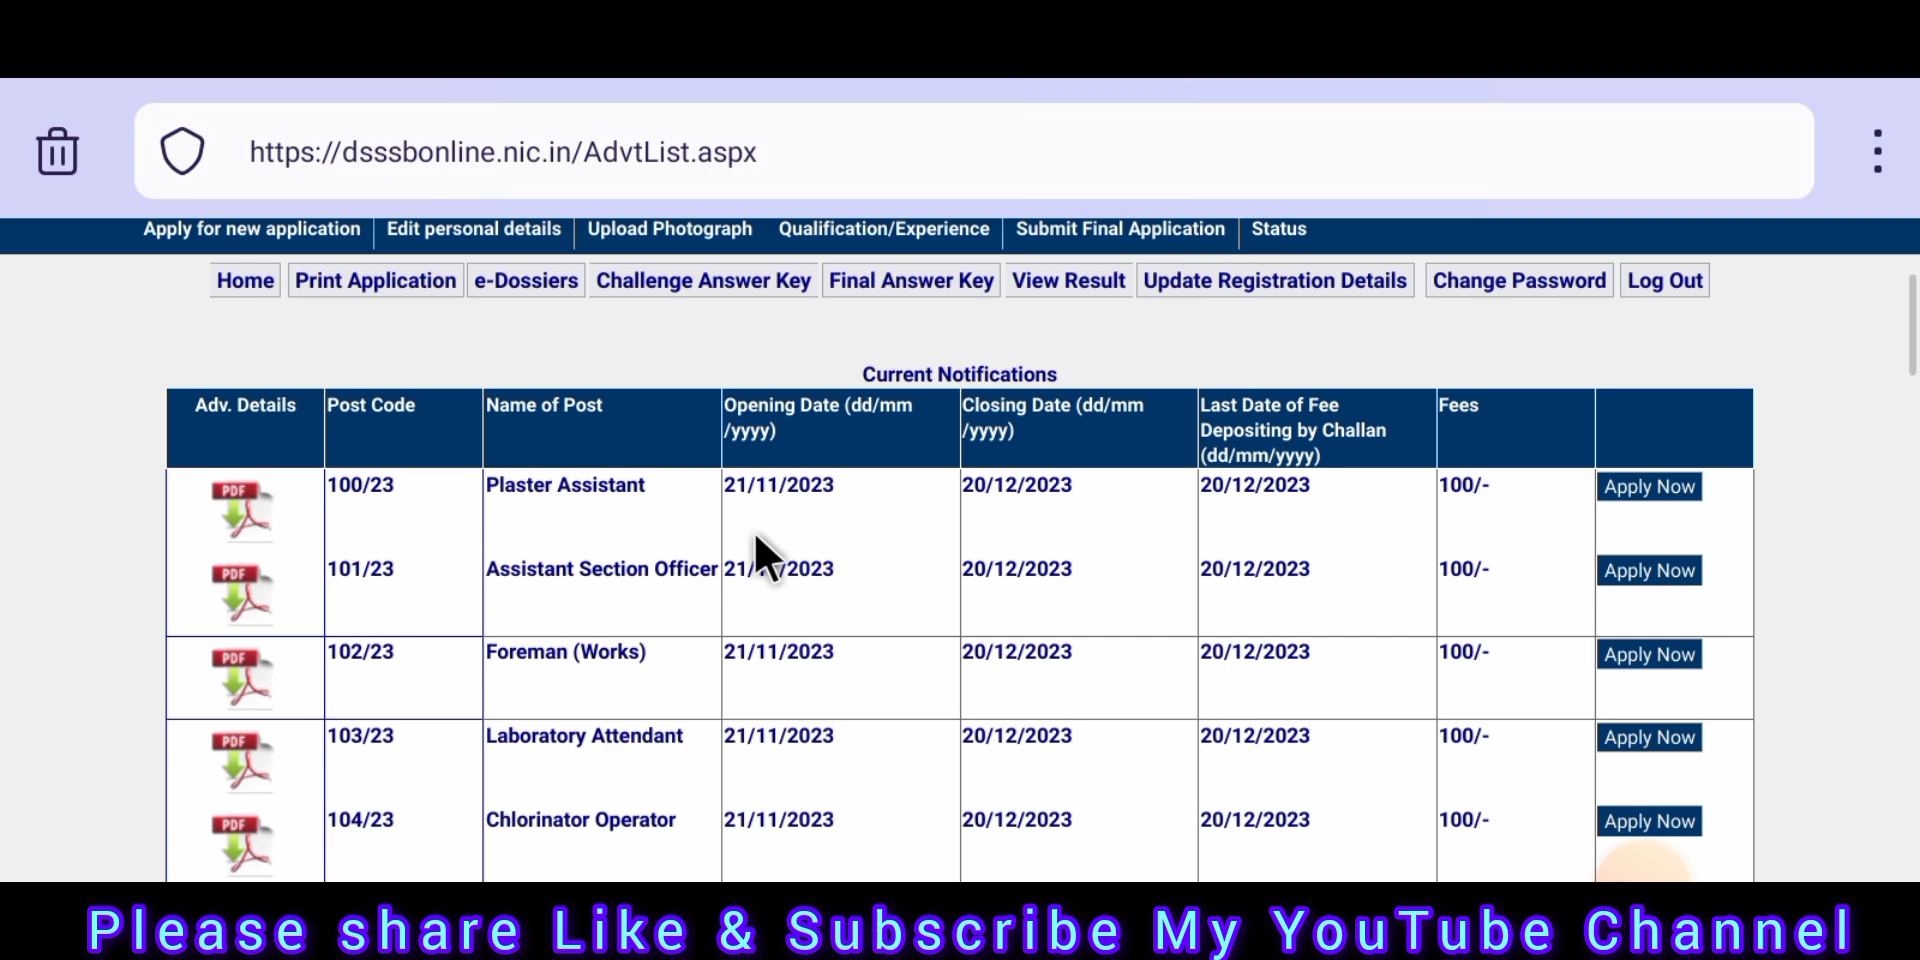 https://dsssbonline.nic.in/AdvtList.aspx
Apply for new application Edit personal details Upload Photograph Qualification/Experience Submit Final Application Status
Home Print Application e-Dossiers Challenge Answer Key Final Answer Key View Result Update Registration Details Change Password Log Out
Current Notifications
Adv. Details Post Code Name of Post Opening Date (dd/mm/yyyy) Closing Date (dd/mm/yyyy) Last Date of Fee Depositing by Challan (dd/mm/yyyy) Fees
PDF 100/23 Plaster Assistant 21/11/2023 20/12/2023 20/12/2023 100/- Apply Now
PDF 101/23 Assistant Section Officer 20/12/2023 20/12/2023 100/- Apply Now
PDF 102/23 Foreman (Works) 21/11/2023 20/12/2023 20/12/2023 100/- Apply Now
PDF 103/23 Laboratory Attendant 21/11/2023 20/12/2023 20/12/2023 100/- Apply Now
PDF 104/23 Chlorinator Operator 21/11/2023 20/12/2023 20/12/2023 100/- Apply Now
Please share Like & Subscribe My YouTube Channel